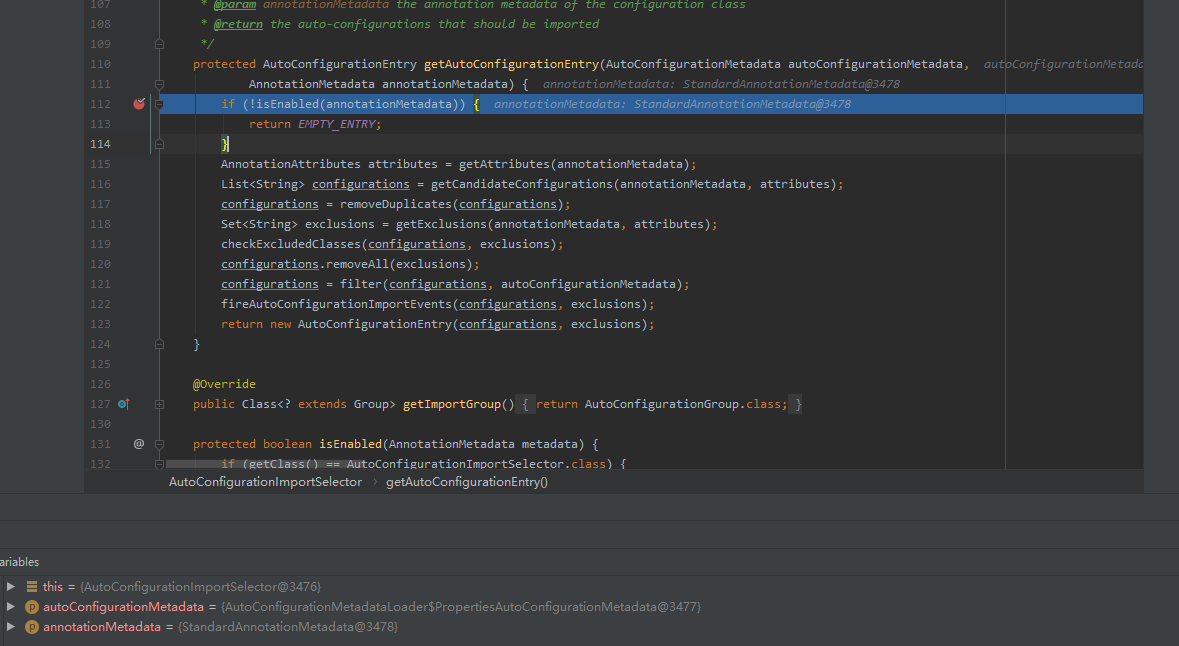 107 * @param annotationMetadata the annotation metadata of the configuration class
108 * @return the auto-configurations that should be imported
109 */
110 protected AutoConfigurationEntry getAutoConfigurationEntry(AutoConfigurationMetadata autoConfigurationMetadata, autoConfigurationMetad
111 AnnotationMetadata annotationMetadata) { annotationMetadata: StandardAnnotationMetadata@3478
112 if (!isEnabled(annotationMetadata)) { annotationMetadata: StandardAnnotationMetadata@3478
113 return EMPTY_ENTRY;
114 }
115 AnnotationAttributes attributes = getAttributes(annotationMetadata);
116 List<String> configurations = getCandidateConfigurations(annotationMetadata, attributes);
117 configurations = removeDuplicates(configurations);
118 Set<String> exclusions = getExclusions(annotationMetadata, attributes);
119 checkExcludedClasses(configurations, exclusions);
120 configurations.removeAll(exclusions);
121 configurations = filter(configurations, autoConfigurationMetadata);
122 fireAutoConfigurationImportEvents(configurations, exclusions);
123 return new AutoConfigurationEntry(configurations, exclusions);
124 }
125
126 @Override
127 public Class<? extends Group> getImportGroup() { return AutoConfigurationGroup.class; }
130
131 @ protected boolean isEnabled(AnnotationMetadata metadata) {
132 if (getClass() == AutoConfigurationImportSelector.class) {
AutoConfigurationImportSelector › getAutoConfigurationEntry()
ariables
this = {AutoConfigurationImportSelector@3476}
p autoConfigurationMetadata = {AutoConfigurationMetadataLoader$PropertiesAutoConfigurationMetadata@3477}
p annotationMetadata = {StandardAnnotationMetadata@3478}